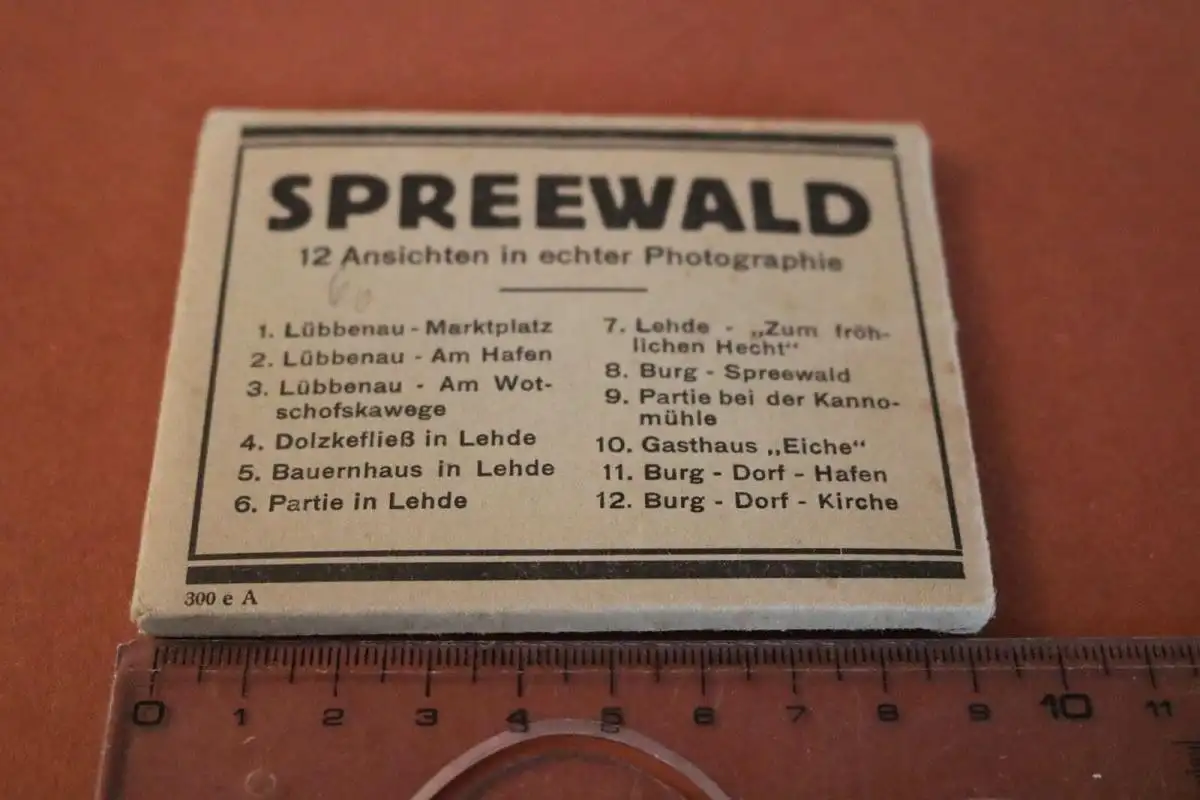 SPREEWALD
12 Ansichten in echter Photographie
1. Lübbenau - Marktplatz
2. Lübbenau - Am Hafen
3. Lübbenau - Am Wot-
schofskawege
4. Dolzkefließ in Lehde
5. Bauernhaus in Lehde
6. Partie in Lehde
7. Lehde - „Zum fröh-
lichen Hecht“
8. Burg - Spreewald
9. Partie bei der Kanno-
mühle
10. Gasthaus „Eiche“
11. Burg - Dorf - Hafen
12. Burg - Dorf - Kirche
300 e A
0 1 2 3 4 5 6 7 8 9 10 11